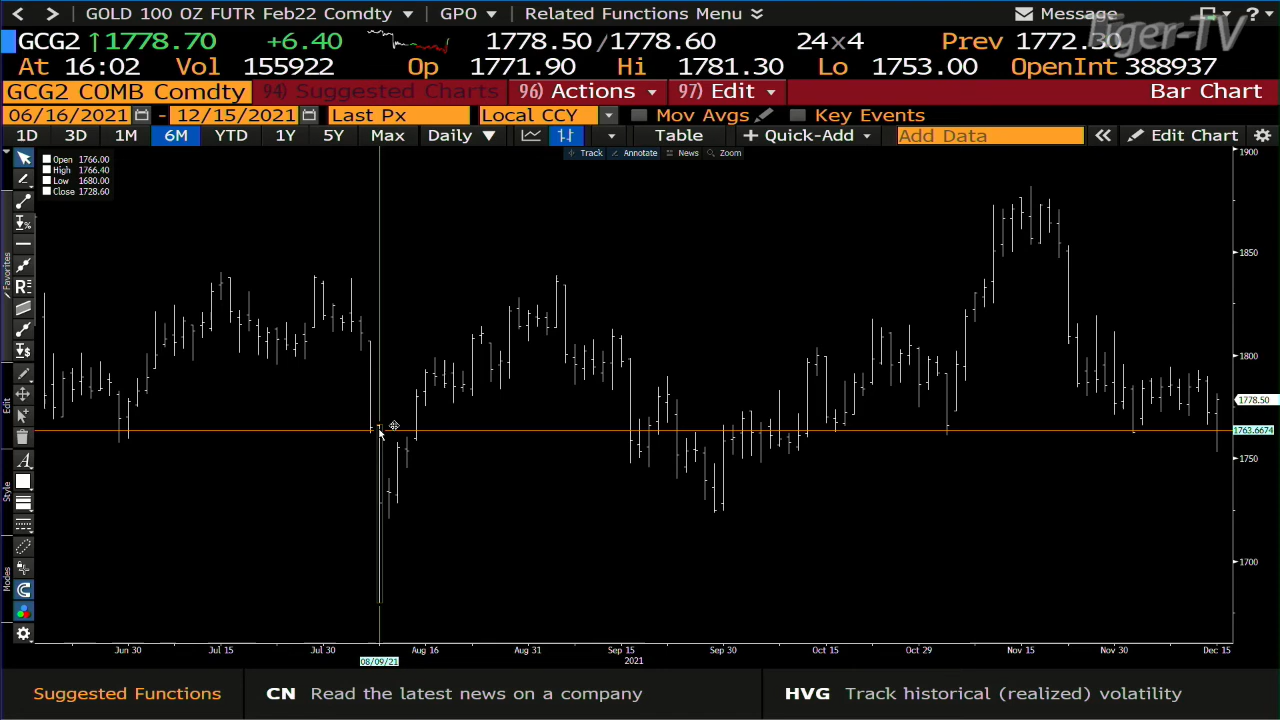 GOLD 100 OZ FUTR Feb22 Comdty GPO Related Functions Menu Message ?
Tiger-TV
GCG2 ↑1778.70 +6.40 1778.50/1778.60 24×4 Prev 1772.30
At 16:02 Vol 155922 Op 1771.90 Hi 1781.30 Lo 1753.00 OpenInt 388937
GCG2 COMB Comdty 94) Suggested Charts 96) Actions 97) Edit Bar Chart
06/16/2021 - 12/15/2021 Last Px Local CCY Mov Avgs Key Events
1D 3D 1M 6M YTD 1Y 5Y Max Daily ▼ Table + Quick-Add Add Data « Edit Chart
Track Annotate News Zoom
Open 1766.00
High 1766.40
Low 1680.00
Close 1728.60
Favorites
Edit
Style
Modes
1900
1850
1800
1778.50
1763.6674
1750
1700
Jun 30 Jul 15 Jul 30 Aug 16 Aug 31 Sep 15 Sep 30 Oct 15 Oct 29 Nov 15 Nov 30 Dec 15
08/09/21 2021
Suggested Functions CN Read the latest news on a company HVG Track historical (realized) volatility